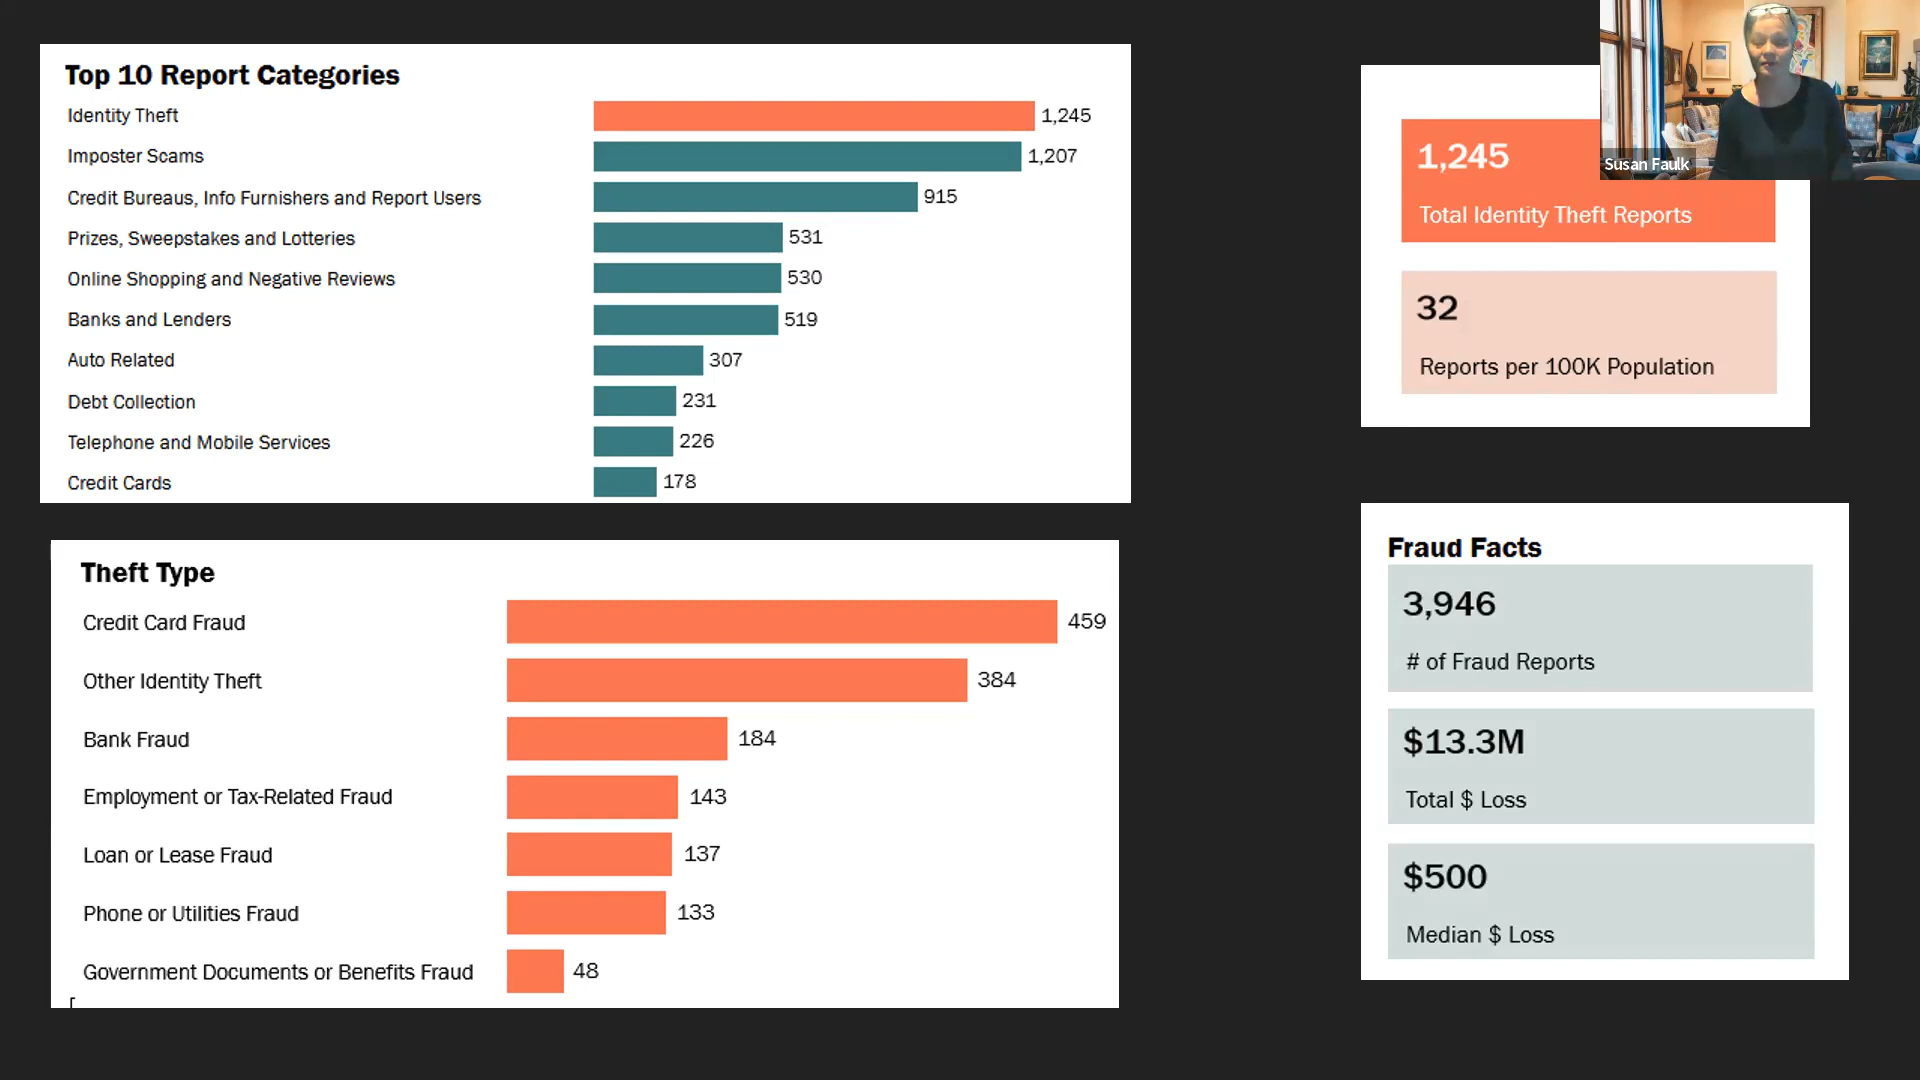 Top 10 Report Categories
Identity Theft 1,245
Imposter Scams 1,207
Credit Bureaus, Info Furnishers and Report Users 915
Prizes, Sweepstakes and Lotteries 531
Online Shopping and Negative Reviews 530
Banks and Lenders 519
Auto Related 307
Debt Collection 231
Telephone and Mobile Services 226
Credit Cards 178
Theft Type
Credit Card Fraud 459
Other Identity Theft 384
Bank Fraud 184
Employment or Tax-Related Fraud 143
Loan or Lease Fraud 137
Phone or Utilities Fraud 133
Government Documents or Benefits Fraud 48
Susan Faulk
1,245
Total Identity Theft Reports
32
Reports per 100K Population
Fraud Facts
3,946
# of Fraud Reports
$13.3M
Total $ Loss
$500
Median $ Loss